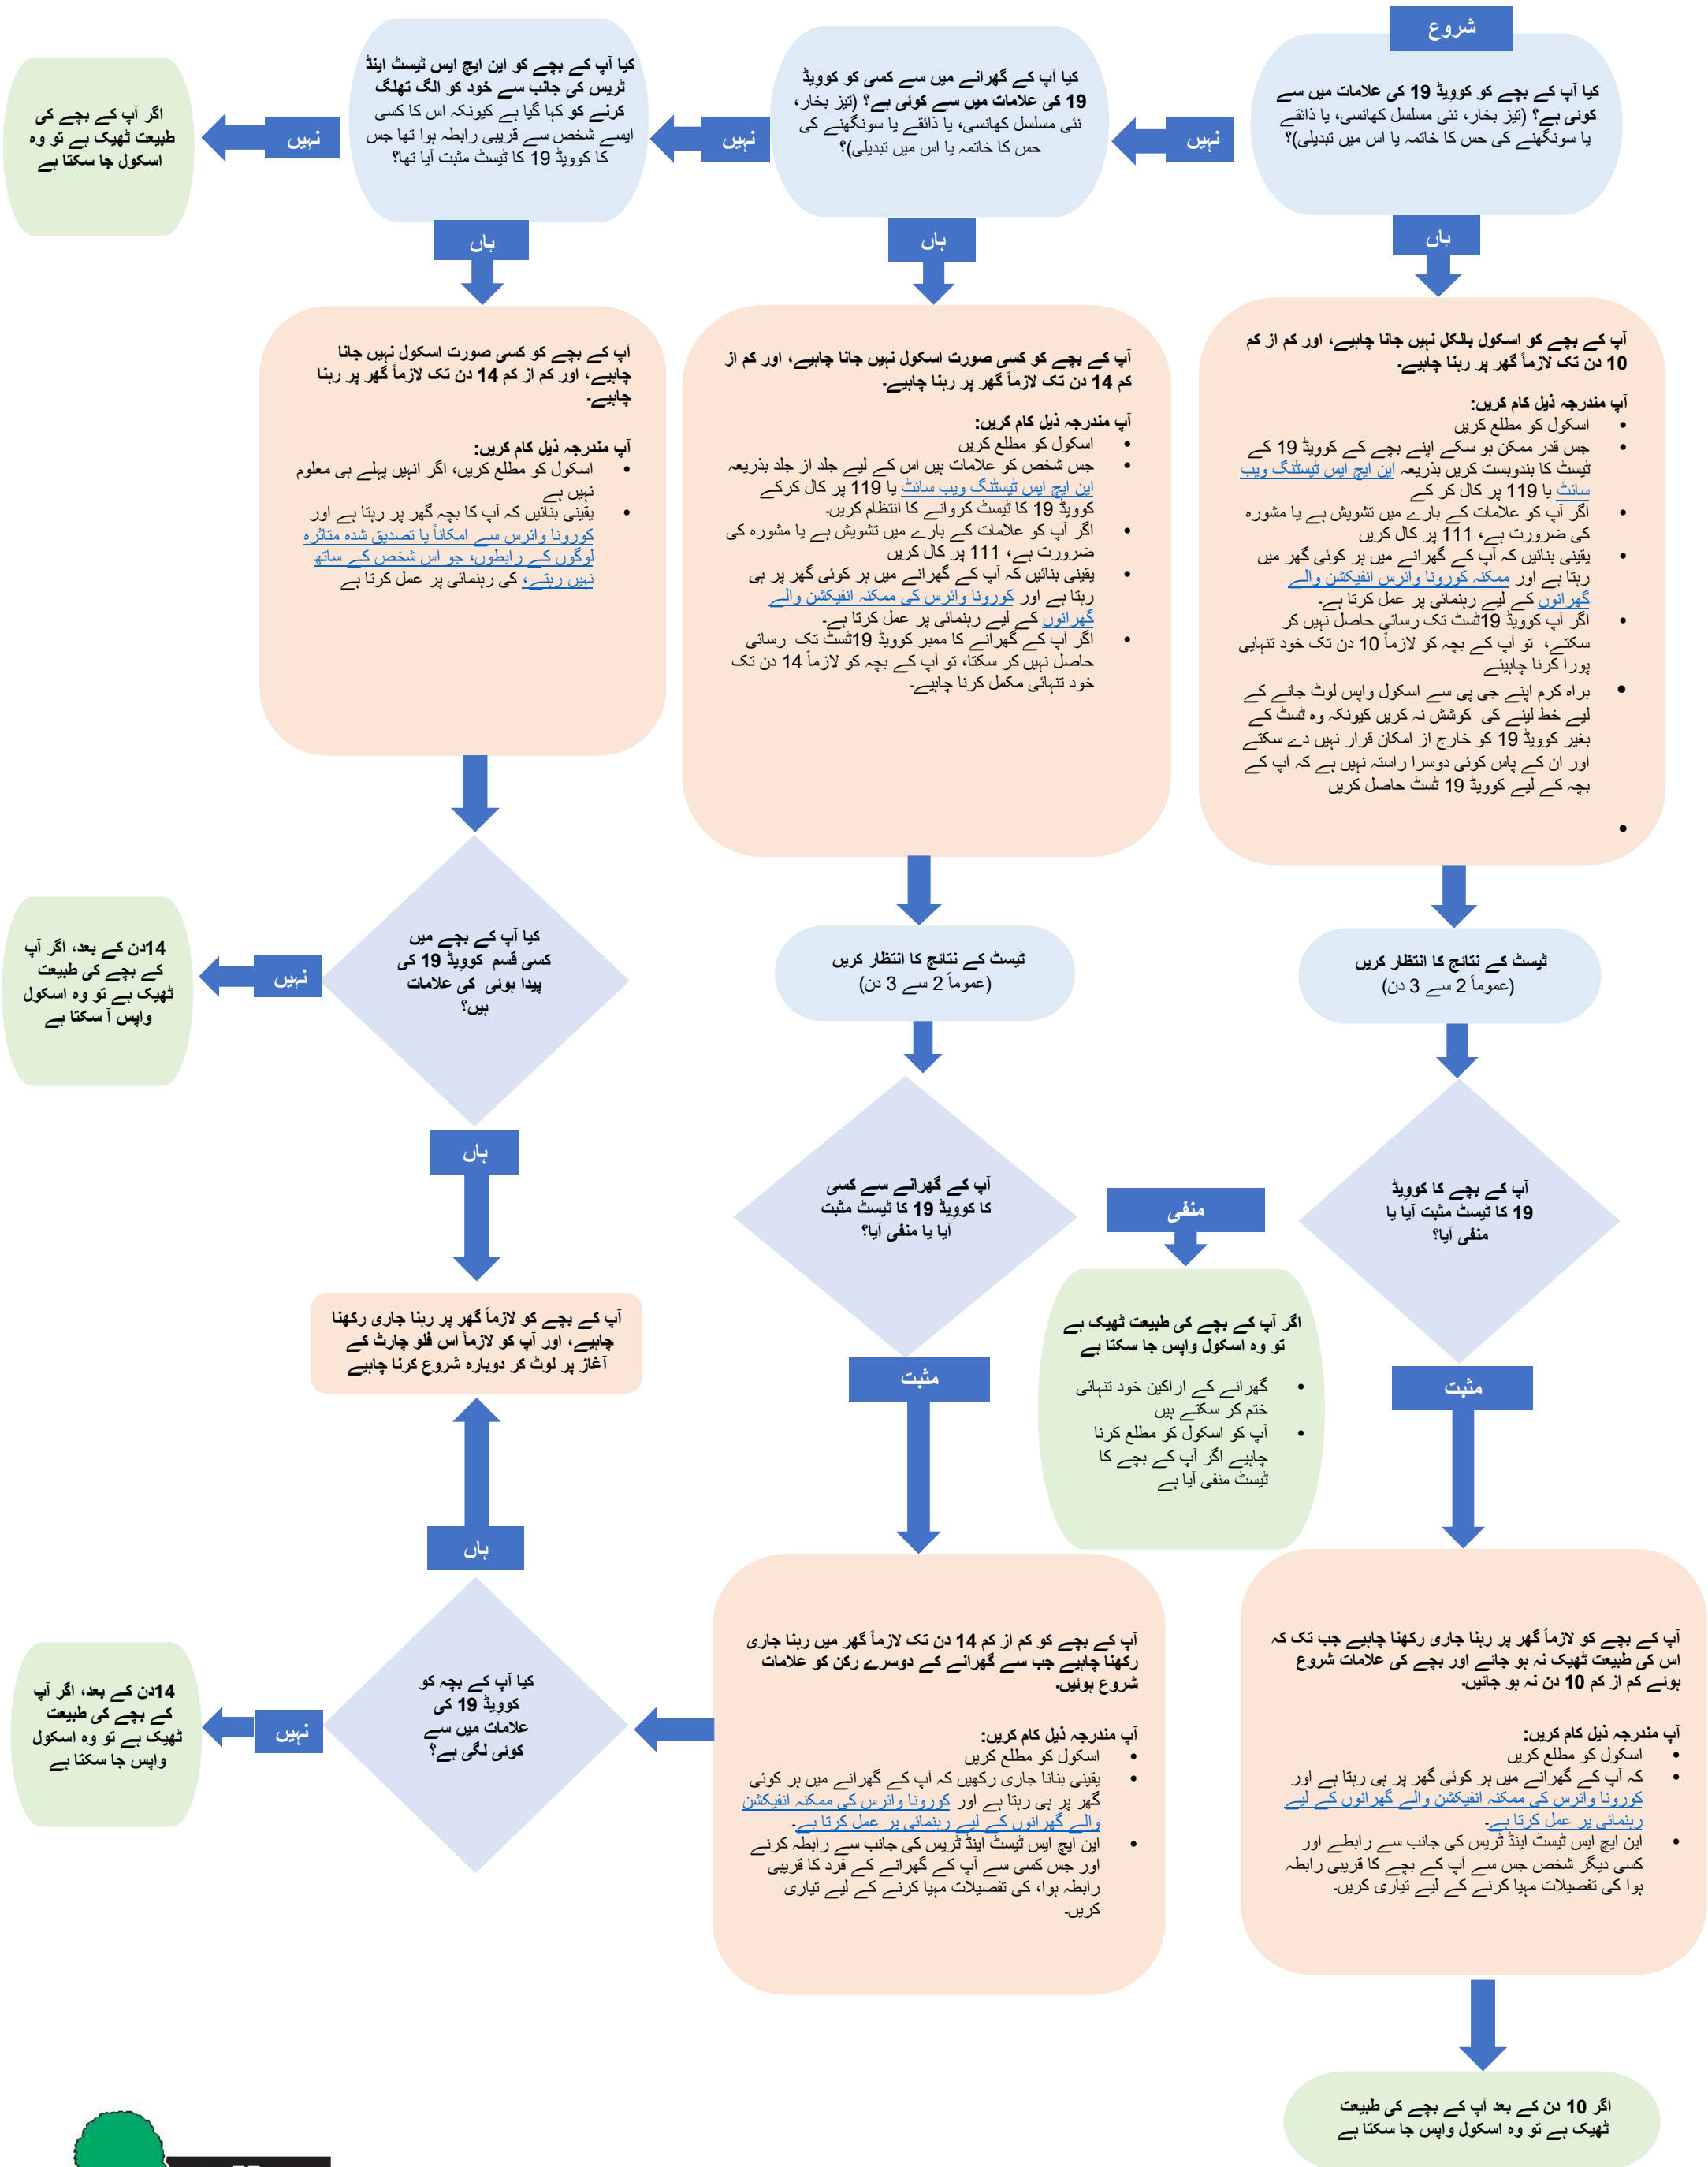 شروع
کیا آپ کے بچے کو کووِیڈ 19 کی علامات میں سے
کوئی ہے؟ (تیز بخار، نئی مسلسل کھانسی، یا ذائقے
یا سونگھنے کی حس کا خاتمہ یا اس میں تبدیلی)؟
نہیں
کیا آپ کے گھرانے میں سے کسی کو کووِیڈ
19 کی علامات میں سے کوئی ہے؟ (تیز بخار،
نئی مسلسل کھانسی، یا ذائقے یا سونگھنے کی
حس کا خاتمہ یا اس میں تبدیلی)؟
نہیں
کیا آپ کے بچے کو این ایچ ایس ٹیسٹ اینڈ
ٹریس کی جانب سے خود کو الگ تھلگ
کرنے کو کہا گیا ہے کیونکہ اس کا کسی
ایسے شخص سے قریبی رابطہ ہوا تھا جس
کا کوویڈ 19 کا ٹیسٹ مثبت آیا تھا؟
نہیں
اگر آپ کے بچے کی
طبیعت ٹھیک ہے تو وہ
اسکول جا سکتا ہے
ہاں
ہاں
ہاں
آپ کے بچے کو اسکول بالکل نہیں جانا چاہیے، اور کم از کم
10 دن تک لازماً گھر پر رہنا چاہیے۔
آپ مندرجہ ذیل کام کریں:
• اسکول کو مطلع کریں
• جس قدر ممکن ہو سکے اپنے بچے کے کوویڈ 19 کے
ٹیسٹ کا بندوبست کریں بذریعہ این ایچ ایس ٹیسٹنگ ویب
سائٹ یا 119 پر کال کر کے
• اگر آپ کو علامات کے بارے میں تشویش ہے یا مشورہ
کی ضرورت ہے، 111 پر کال کریں
• یقینی بنائیں کہ آپ کے گھرانے میں ہر کوئی گھر میں
رہتا ہے اور ممکنہ کورونا وائرس انفیکشن والے
گھرانوں کے لیے رہنمائی پر عمل کرتا ہے۔
• اگر آپ کوویڈ 19ٹسٹ تک رسائی حاصل نہیں کر
سکتے، تو آپ کے بچہ کو لازماً 10 دن تک خود تنہایی
پورا کرنا چاہیئے
• براہ کرم اپنے جی پی سے اسکول واپس لوٹ جانے کے
لیے خط لینے کی کوشش نہ کریں کیونکہ وہ ٹسٹ کے
بغیر کوویڈ 19 کو خارج از امکان قرار نہیں دے سکتے
اور ان کے پاس کوئی دوسرا راستہ نہیں ہے کہ آپ کے
بچہ کے لیے کوویڈ 19 ٹسٹ حاصل کریں
•
آپ کے بچے کو کسی صورت اسکول نہیں جانا چاہیے، اور کم از
کم 14 دن تک لازماً گھر پر رہنا چاہیے۔
آپ مندرجہ ذیل کام کریں:
• اسکول کو مطلع کریں
• جس شخص کو علامات ہیں اس کے لیے جلد از جلد بذریعہ
این ایچ ایس ٹیسٹنگ ویب سائٹ یا 119 پر کال کرکے
کوویڈ 19 کا ٹیسٹ کروانے کا انتظام کریں۔
• اگر آپ کو علامات کے بارے میں تشویش ہے یا مشورہ کی
ضرورت ہے، 111 پر کال کریں
• یقینی بنائیں کہ آپ کے گھرانے میں ہر کوئی گھر پر ہی
رہتا ہے اور کورونا وائرس کی ممکنہ انفیکشن والے
گھرانوں کے لیے رہنمائی پر عمل کرتا ہے۔
• اگر آپ کے گھرانے کا ممبر کوویڈ 19ٹسٹ تک رسائی
حاصل نہیں کر سکتا، تو آپ کے بچہ کو لازماً 14 دن تک
خود تنہائی مکمل کرنا چاہیے۔
آپ کے بچے کو کسی صورت اسکول نہیں جانا
چاہیے، اور کم از کم 14 دن تک لازماً گھر پر رہنا
چاہیے۔
آپ مندرجہ ذیل کام کریں:
• اسکول کو مطلع کریں، اگر انہیں پہلے ہی معلوم
نہیں ہے
• یقینی بنائیں کہ آپ کا بچہ گھر پر رہتا ہے اور
کورونا وائرس سے امکاناً یا تصدیق شدہ متاثرہ
لوگوں کے رابطوں، جو اس شخص کے ساتھ
نہیں رہتے، کی رہنمائی پر عمل کرتا ہے
ٹیسٹ کے نتائج کا انتظار کریں
(عموماً 2 سے 3 دن)
ٹیسٹ کے نتائج کا انتظار کریں
(عموماً 2 سے 3 دن)
کیا آپ کے بچے میں
کسی قسم کووِیڈ 19 کی
پیدا ہوئی کی علامات
ہیں؟
نہیں
14دن کے بعد، اگر آپ
کے بچے کی طبیعت
ٹھیک ہے تو وہ اسکول
واپس آ سکتا ہے
ہاں
آپ کے بچے کا کووِیڈ
19 کا ٹیسٹ مثبت آیا یا
منفی آیا؟
منفی
آپ کے گھرانے سے کسی
کا کووِیڈ 19 کا ٹیسٹ مثبت
آیا یا منفی آیا؟
اگر آپ کے بچے کی طبیعت ٹھیک ہے
تو وہ اسکول واپس جا سکتا ہے
• گھرانے کے اراکین خود تنہائی
ختم کر سکتے ہیں
• آپ کو اسکول کو مطلع کرنا
چاہیے اگر آپ کے بچے کا
ٹیسٹ منفی آیا ہے
آپ کے بچے کو لازماً گھر پر رہنا جاری رکھنا
چاہیے، اور آپ کو لازماً اس فلو چارٹ کے
آغاز پر لوٹ کر دوبارہ شروع کرنا چاہیے
مثبت
مثبت
ہاں
آپ کے بچے کو لازماً گھر پر رہنا جاری رکھنا چاہیے جب تک کہ
اس کی طبیعت ٹھیک نہ ہو جائے اور بچے کی علامات شروع
ہوئے کم از کم 10 دن نہ ہو جائیں۔
آپ مندرجہ ذیل کام کریں:
• اسکول کو مطلع کریں
• کہ آپ کے گھرانے میں ہر کوئی گھر پر ہی رہتا ہے اور
کورونا وائرس کی ممکنہ انفیکشن والے گھرانوں کے لیے
رہنمائی پر عمل کرتا ہے۔
• این ایچ ایس ٹیسٹ اینڈ ٹریس کی جانب سے رابطے اور
کسی دیگر شخص جس سے آپ کے بچے کا قریبی رابطہ
ہوا کی تفصیلات مہیا کرنے کے لیے تیاری کریں۔
آپ کے بچے کو کم از کم 14 دن تک لازماً گھر میں رہنا جاری
رکھنا چاہیے جب سے گھرانے کے دوسرے رکن کو علامات
شروع ہوئیں۔
آپ مندرجہ ذیل کام کریں:
• اسکول کو مطلع کریں
• یقینی بنانا جاری رکھیں کہ آپ کے گھرانے میں ہر کوئی
گھر پر ہی رہتا ہے اور کورونا وائرس کی ممکنہ انفیکشن
والے گھرانوں کے لیے رہنمائی پر عمل کرتا ہے۔
• این ایچ ایس ٹیسٹ اینڈ ٹریس کی جانب سے رابطہ کرنے
اور جس کسی سے آپ کے گھرانے کے فرد کا قریبی
رابطہ ہوا، کی تفصیلات مہیا کرنے کے لیے تیاری
کریں۔
کیا آپ کے بچہ کو
کووِیڈ 19 کی
علامات میں سے
کوئی لگی ہے؟
نہیں
14دن کے بعد، اگر آپ
کے بچے کی طبیعت
ٹھیک ہے تو وہ اسکول
واپس جا سکتا ہے
اگر 10 دن کے بعد آپ کے بچے کی طبیعت
ٹھیک ہے تو وہ اسکول واپس جا سکتا ہے